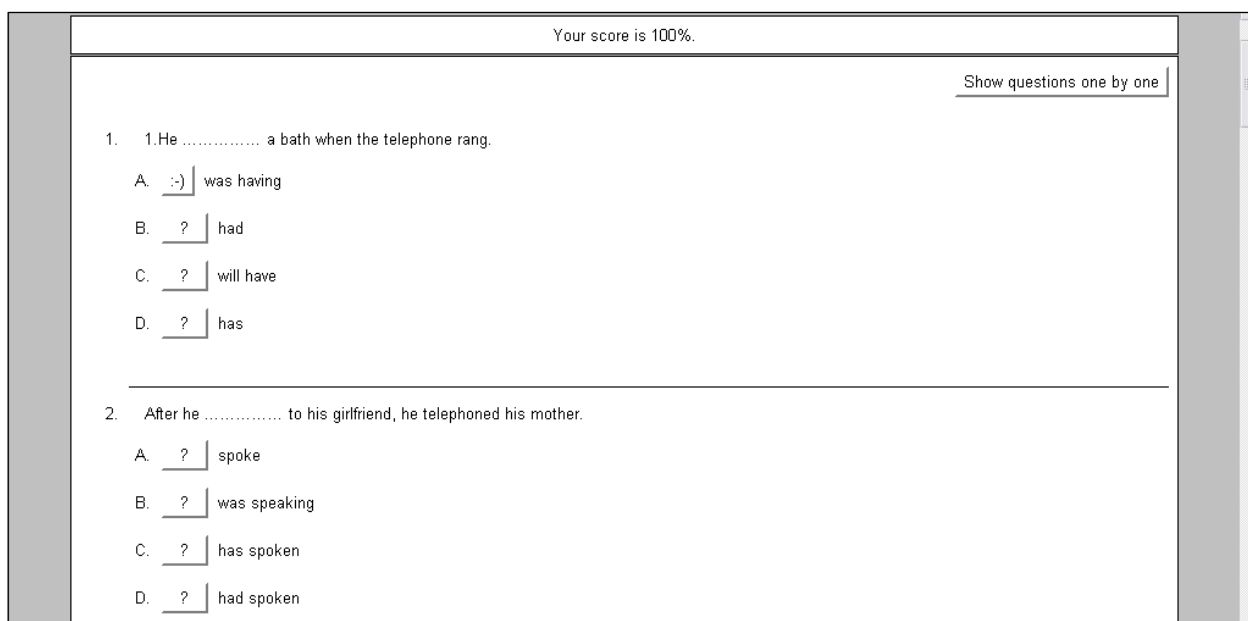 Your score is 100%.
Show questions one by one
1. 1.He …………… a bath when the telephone rang.
A. :-) was having
B. ? had
C. ? will have
D. ? has
2. After he …………… to his girlfriend, he telephoned his mother.
A. ? spoke
B. ? was speaking
C. ? has spoken
D. ? had spoken